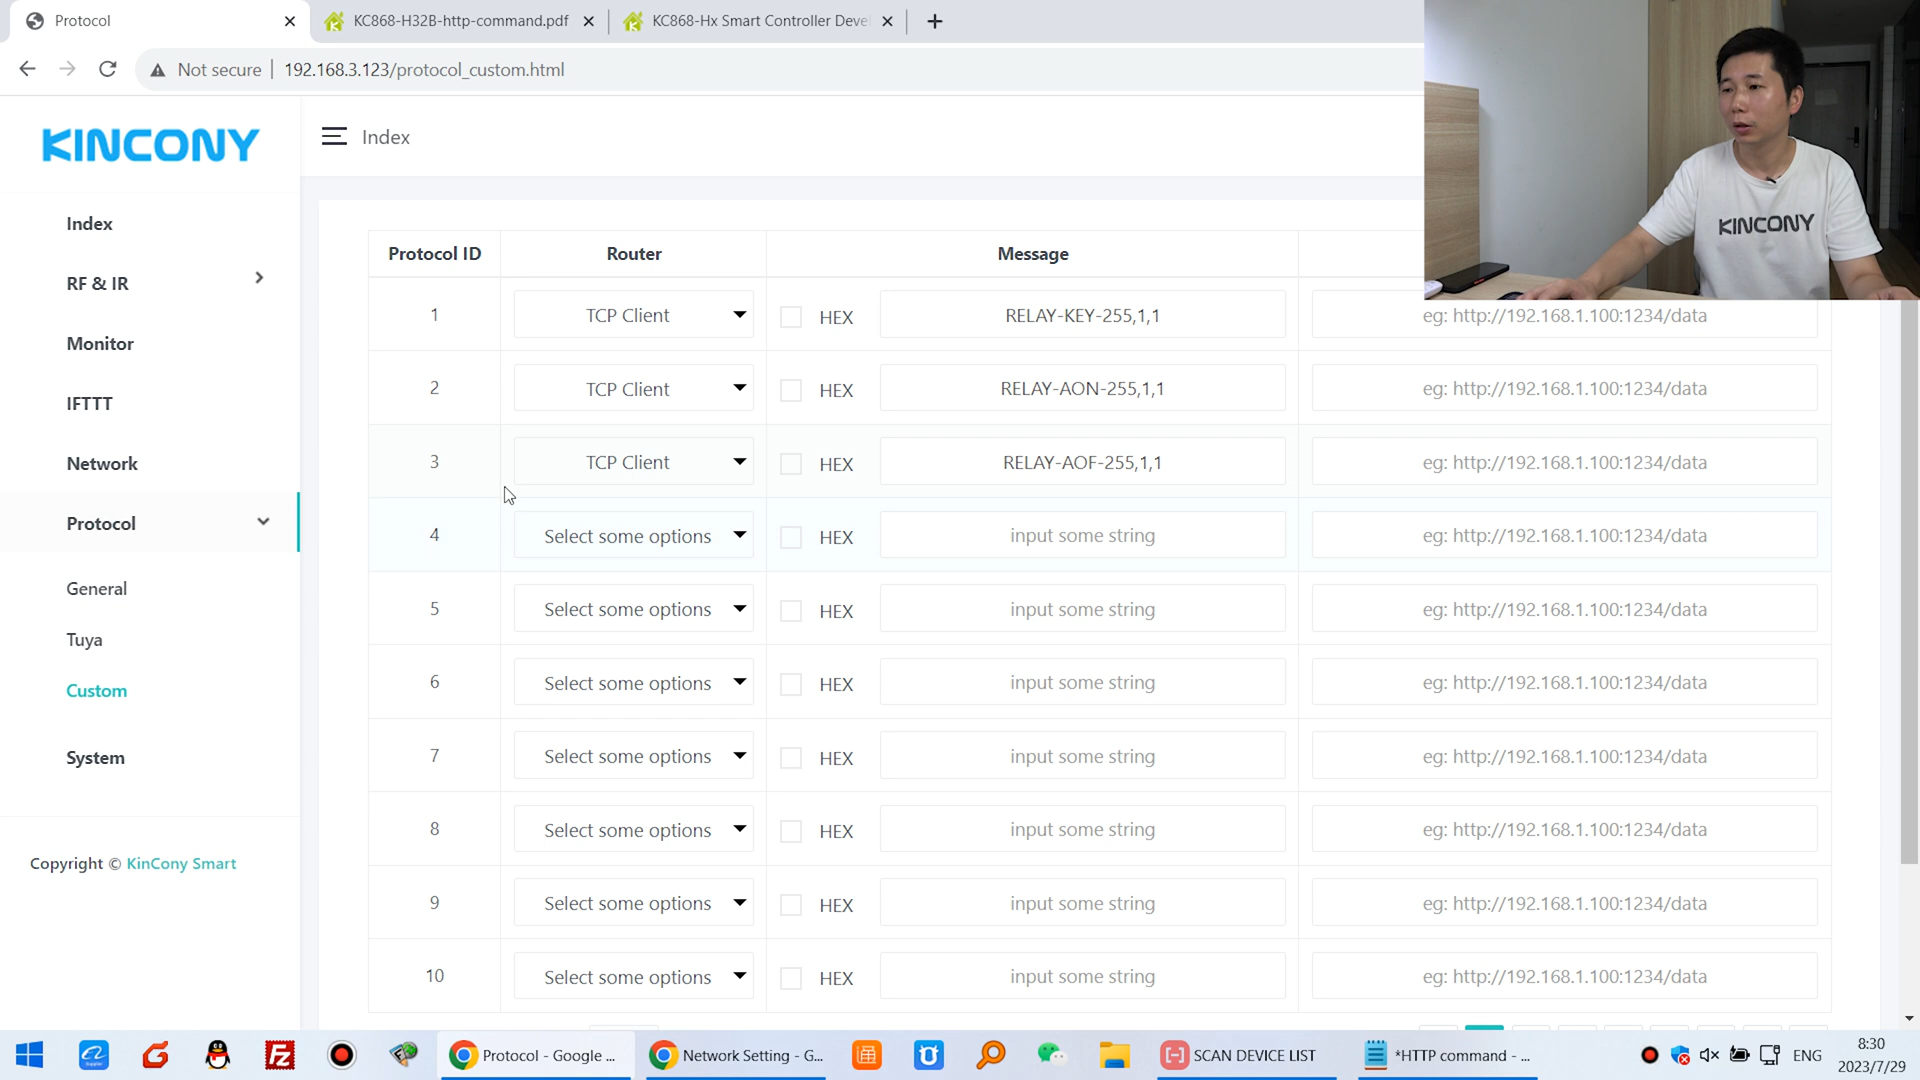 Protocol
KC868-H32B-http-command.pdf
KC868-Hx Smart Controller Deve
Not secure
192.168.3.123/protocol_custom.html
KINCONY
Index
Index
RF & IR
Monitor
IFTTT
Network
Protocol
General
Tuya
Custom
System
Copyright © KinCony Smart
Protocol ID Router Message
1 TCP Client HEX RELAY-KEY-255,1,1 eg: http://192.168.1.100:1234/data
2 TCP Client HEX RELAY-AON-255,1,1 eg: http://192.168.1.100:1234/data
3 TCP Client HEX RELAY-AOF-255,1,1 eg: http://192.168.1.100:1234/data
4 Select some options HEX input some string eg: http://192.168.1.100:1234/data
5 Select some options HEX input some string eg: http://192.168.1.100:1234/data
6 Select some options HEX input some string eg: http://192.168.1.100:1234/data
7 Select some options HEX input some string eg: http://192.168.1.100:1234/data
8 Select some options HEX input some string eg: http://192.168.1.100:1234/data
9 Select some options HEX input some string eg: http://192.168.1.100:1234/data
10 Select some options HEX input some string eg: http://192.168.1.100:1234/data
KINCONY
Protocol - Google ...
Network Setting - G...
SCAN DEVICE LIST
*HTTP command - ...
ENG
8:30
2023/7/29